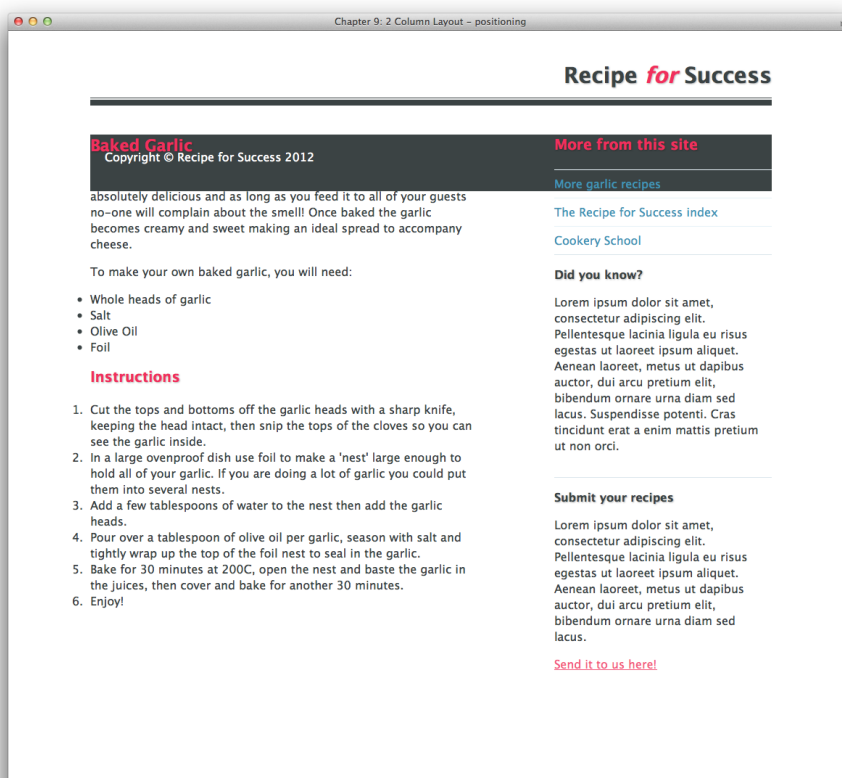 Chapter 9: 2 Column Layout – positioning
Recipe for Success
Baked Garlic
Copyright © Recipe for Success 2012
absolutely delicious and as long as you feed it to all of your guests
no-one will complain about the smell! Once baked the garlic
becomes creamy and sweet making an ideal spread to accompany
cheese.
To make your own baked garlic, you will need:
• Whole heads of garlic
• Salt
• Olive Oil
• Foil
Instructions
1. Cut the tops and bottoms off the garlic heads with a sharp knife,
keeping the head intact, then snip the tops of the cloves so you can
see the garlic inside.
2. In a large ovenproof dish use foil to make a 'nest' large enough to
hold all of your garlic. If you are doing a lot of garlic you could put
them into several nests.
3. Add a few tablespoons of water to the nest then add the garlic
heads.
4. Pour over a tablespoon of olive oil per garlic, season with salt and
tightly wrap up the top of the foil nest to seal in the garlic.
5. Bake for 30 minutes at 200C, open the nest and baste the garlic in
the juices, then cover and bake for another 30 minutes.
6. Enjoy!
More from this site
More garlic recipes
The Recipe for Success index
Cookery School
Did you know?
Lorem ipsum dolor sit amet,
consectetur adipiscing elit.
Pellentesque lacinia ligula eu risus
egestas ut laoreet ipsum aliquet.
Aenean laoreet, metus ut dapibus
auctor, dui arcu pretium elit,
bibendum ornare urna diam sed
lacus. Suspendisse potenti. Cras
tincidunt erat a enim mattis pretium
ut non orci.
Submit your recipes
Lorem ipsum dolor sit amet,
consectetur adipiscing elit.
Pellentesque lacinia ligula eu risus
egestas ut laoreet ipsum aliquet.
Aenean laoreet, metus ut dapibus
auctor, dui arcu pretium elit,
bibendum ornare urna diam sed
lacus.
Send it to us here!